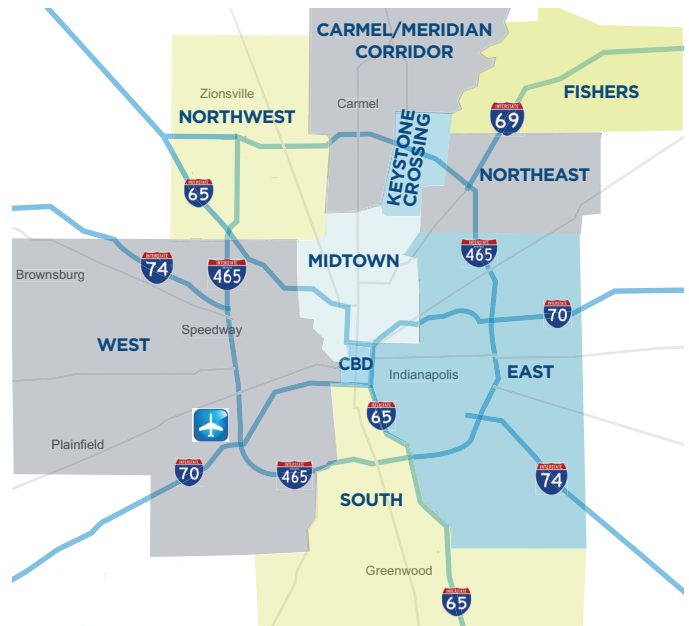 CARMEL/MERIDIAN
CORRIDOR
Zionsville
FISHERS
Carmel
NORTHWEST
INTERSTATE
69
KEYSTONE
CROSSING
NORTHEAST
INTERSTATE
65
INTERSTATE
465
MIDTOWN
INTERSTATE
74
INTERSTATE
465
Brownsburg
INTERSTATE
70
Speedway
WEST
CBD
Indianapolis
EAST
INTERSTATE
65
Plainfield
INTERSTATE
70
INTERSTATE
465
INTERSTATE
74
SOUTH
Greenwood
INTERSTATE
65